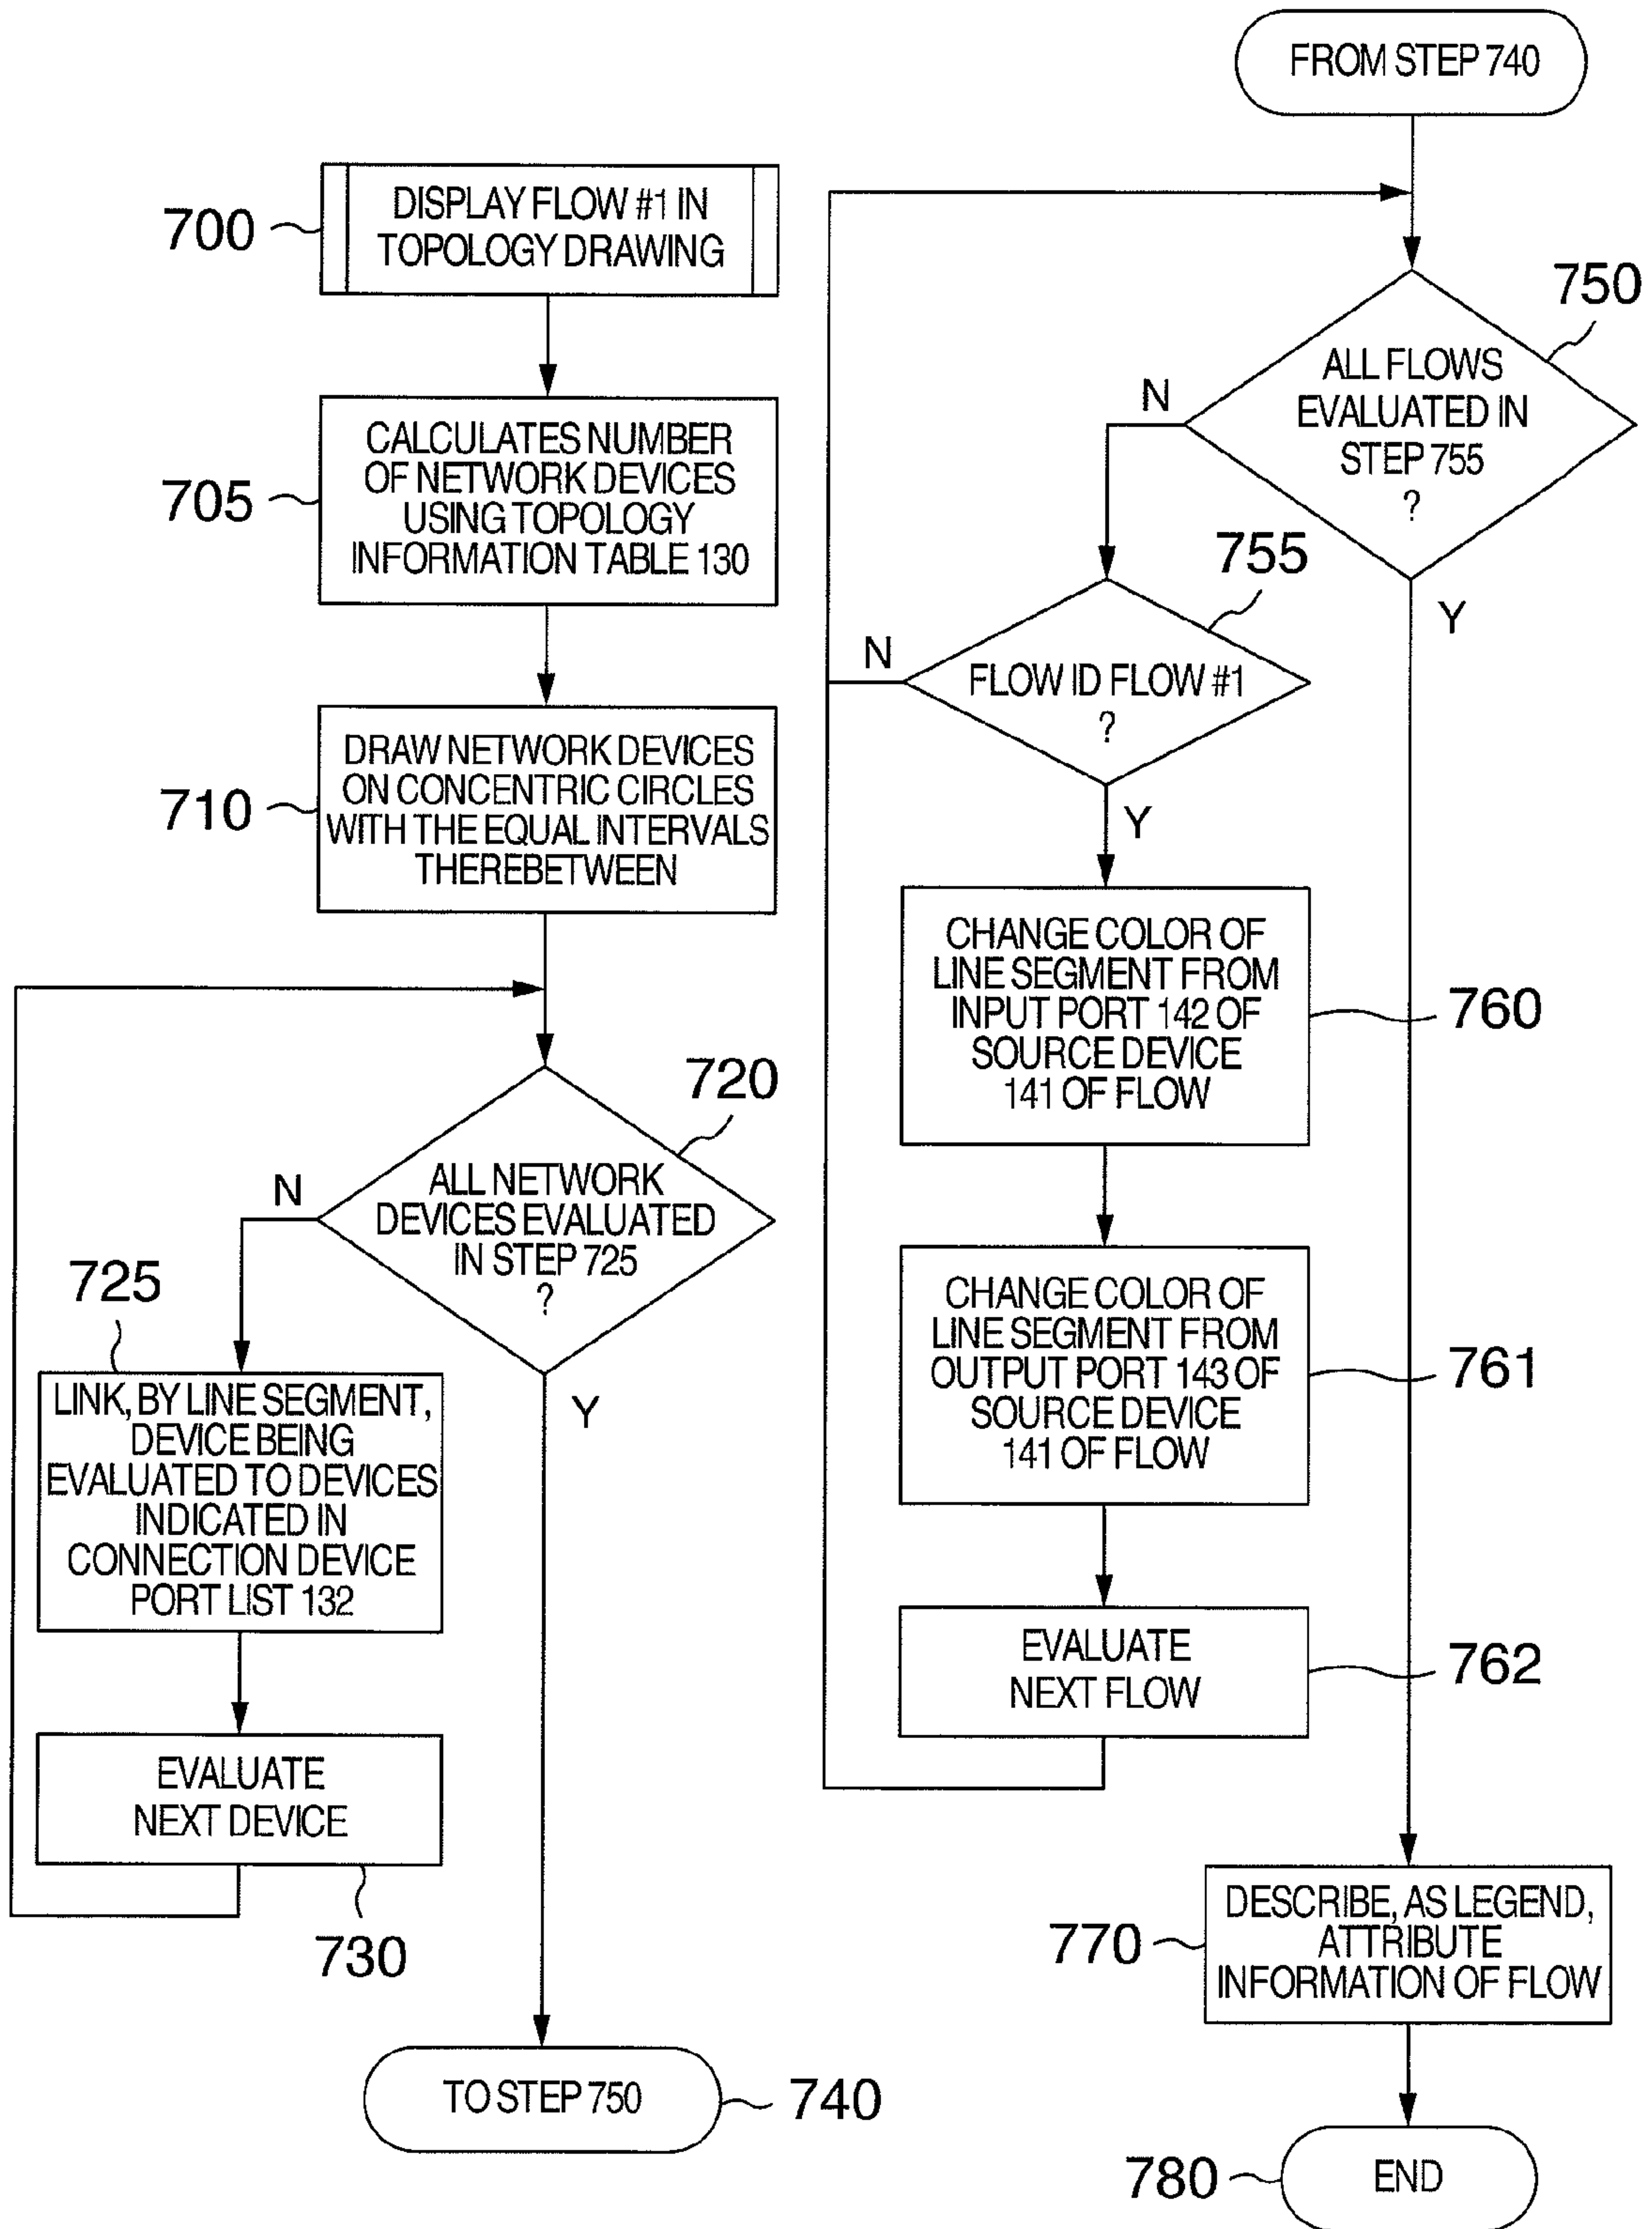 700
DISPLAY FLOW #1 IN
TOPOLOGY DRAWING
705
CALCULATES NUMBER
OF NETWORK DEVICES
USING TOPOLOGY
INFORMATION TABLE 130
710
DRAW NETWORK DEVICES
ON CONCENTRIC CIRCLES
WITH THE EQUAL INTERVALS
THEREBETWEEN
720
ALL NETWORK
DEVICES EVALUATED
IN STEP 725
?
N
Y
725
LINK, BY LINE SEGMENT,
DEVICE BEING
EVALUATED TO DEVICES
INDICATED IN
CONNECTION DEVICE
PORT LIST 132
EVALUATE
NEXT DEVICE
730
TO STEP 750
740
FROM STEP 740
750
ALL FLOWS
EVALUATED IN
STEP 755
?
N
Y
755
FLOW ID FLOW #1
?
N
Y
CHANGE COLOR OF
LINE SEGMENT FROM
INPUT PORT 142 OF
SOURCE DEVICE
141 OF FLOW
760
CHANGE COLOR OF
LINE SEGMENT FROM
OUTPUT PORT 143 OF
SOURCE DEVICE
141 OF FLOW
761
EVALUATE
NEXT FLOW
762
770
DESCRIBE, AS LEGEND,
ATTRIBUTE
INFORMATION OF FLOW
780
END